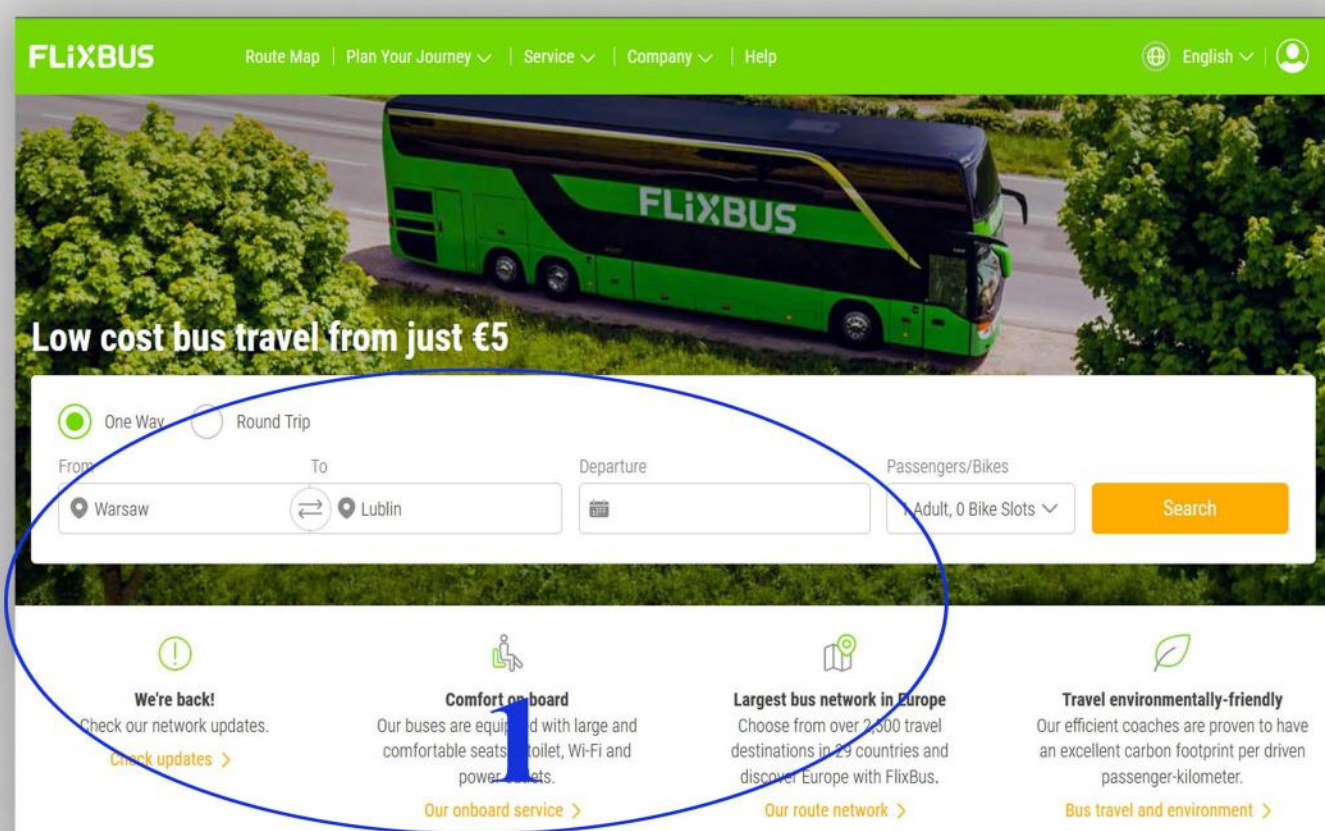 FLiXBUS
Route Map | Plan Your Journey | Service | Company | Help
English
FLiXBUS
Low cost bus travel from just €5
One Way Round Trip
From To Departure Passengers/Bikes
Warsaw Lublin 1 Adult, 0 Bike Slots Search
We're back!
Check our network updates.
Check updates >
Comfort on board
Our buses are equipped with large and
comfortable seats, toilet, Wi-Fi and
power outlets.
Our onboard service >
1
Largest bus network in Europe
Choose from over 2,500 travel
destinations in 29 countries and
discover Europe with FlixBus.
Our route network >
Travel environmentally-friendly
Our efficient coaches are proven to have
an excellent carbon footprint per driven
passenger-kilometer.
Bus travel and environment >